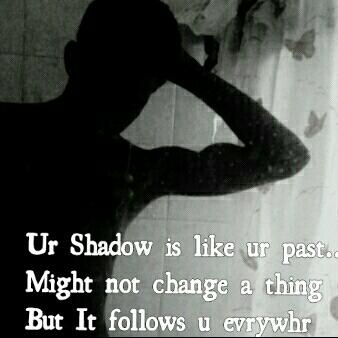 Ur Shadow is like ur past..
Might not change a thing
But It follows u evrywhr